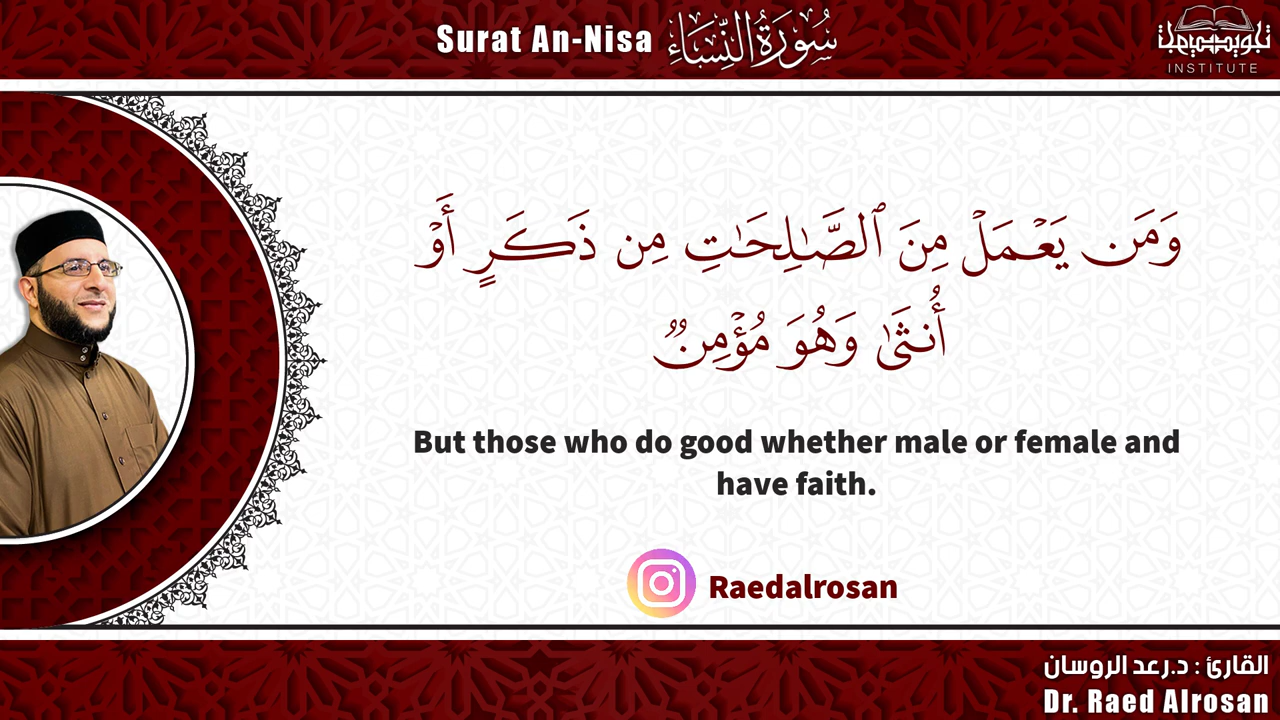 Surat An-Nisa سُورَةُ النِّسَاءِ
INSTITUTE
وَمَن يَعْمَلْ مِنَ ٱلصَّٰلِحَٰتِ مِن ذَكَرٍ أَوْ
أُنثَىٰ وَهُوَ مُؤْمِنٌ
But those who do good whether male or female and
have faith.
Raedalrosan
القارئ : د.رعد الروسان
Dr. Raed Alrosan